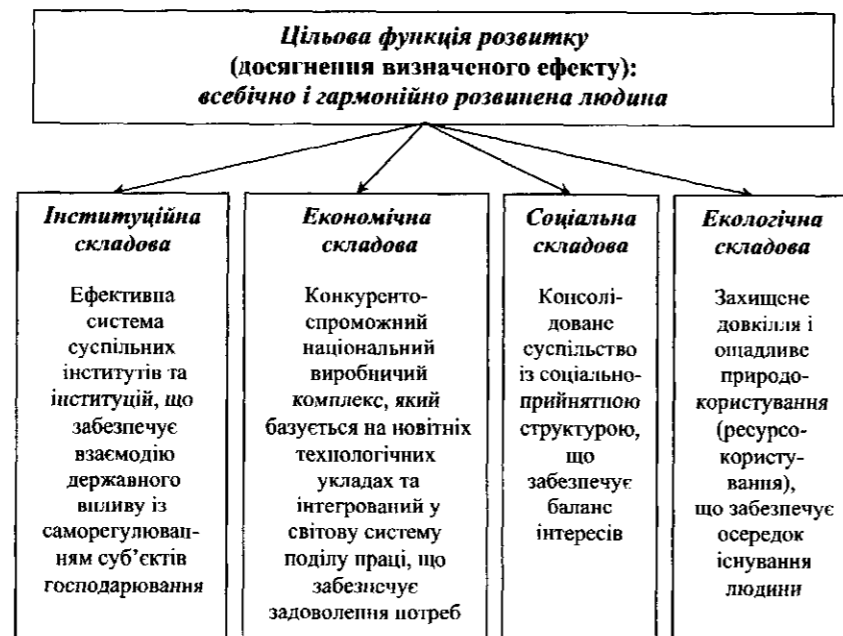 Цільова функція розвитку
(досягнення визначеного ефекту):
всебічно і гармонійно розвинена людина
Інституційна
складова
Ефективна
система
суспільних
інститутів та
інституцій, що
забезпечує
взаємодію
державного
впливу із
саморегулюван-
ням суб’єктів
господарювання
Економічна
складова
Конкуренто-
спроможний
національний
виробничий
комплекс, який
базується на новітніх
технологічних
укладах та
інтегрований у
світову систему
поділу праці, що
забезпечує
задоволення потреб
Соціальна
складова
Консолі-
доване
суспільство
із соціально-
прийнятною
структурою,
що
забезпечує
баланс
інтересів
Екологічна
складова
Захищене
довкілля і
ощадливе
природо-
користування
(ресурсо-
користу-
вання),
що забезпечує
осередок
існування
людини